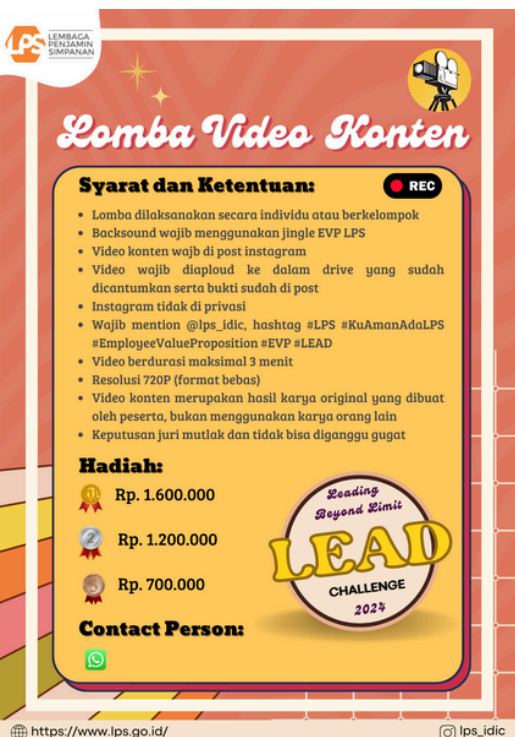 LPS
LEMBAGA
PENJAMIN
SIMPANAN
Lomba Video Konten
Syarat dan Ketentuan:
REC
• Lomba dilaksanakan secara individu atau berkelompok
• Backsound wajib menggunakan jingle EVP LPS
• Video konten wajb di post instagram
• Video wajib diaploud ke dalam drive yang sudah
dicantumkan serta bukti sudah di post
• Instagram tidak di privasi
• Wajib mention @lps_idic, hashtag #LPS #KuAmanAdaLPS
#EmployeeValueProposition #EVP #LEAD
• Video berdurasi maksimal 3 menit
• Resolusi 720P (format bebas)
• Video konten merupakan hasil karya original yang dibuat
oleh peserta, bukan menggunakan karya orang lain
• Keputusan juri mutlak dan tidak bisa diganggu gugat
Hadiah:
1
Rp. 1.600.000
2
Rp. 1.200.000
3
Rp. 700.000
Leading
Beyond Limit
LEAD
CHALLENGE
2024
Contact Person:
https://www.lps.go.id/
lps_idic